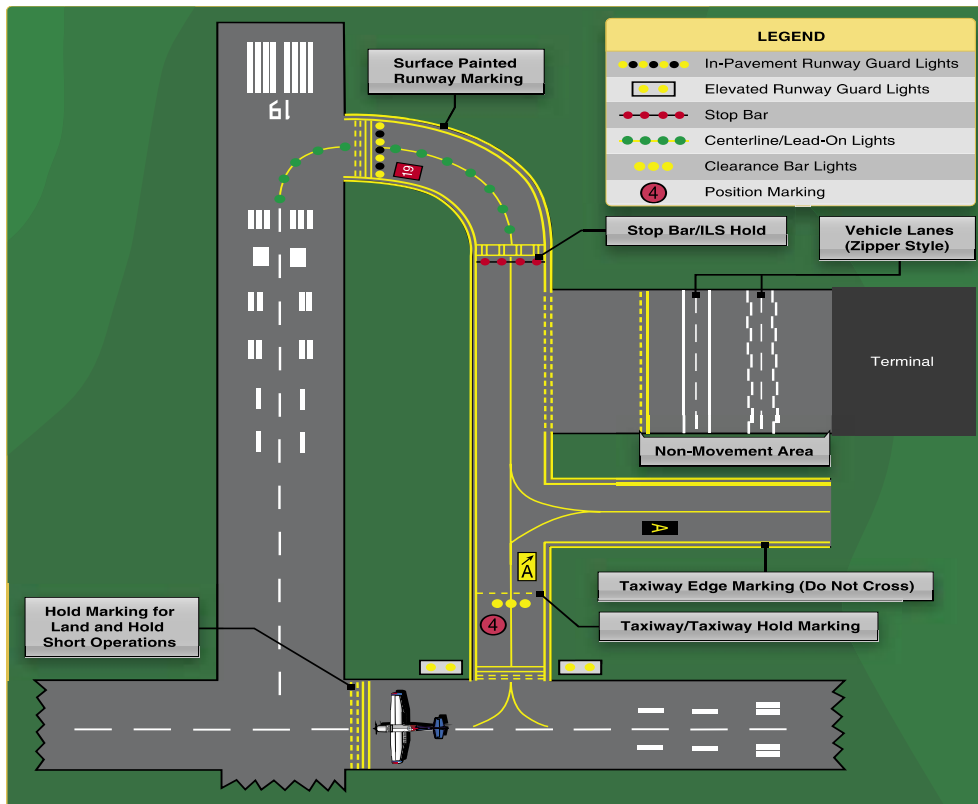 LEGEND
In-Pavement Runway Guard Lights
Elevated Runway Guard Lights
Stop Bar
Centerline/Lead-On Lights
Clearance Bar Lights
4
Position Marking
Surface Painted
Runway Marking
19
19
Stop Bar/ILS Hold
Vehicle Lanes
(Zipper Style)
Terminal
Non-Movement Area
A
A
Taxiway Edge Marking (Do Not Cross)
Hold Marking for
Land and Hold
Short Operations
4
Taxiway/Taxiway Hold Marking